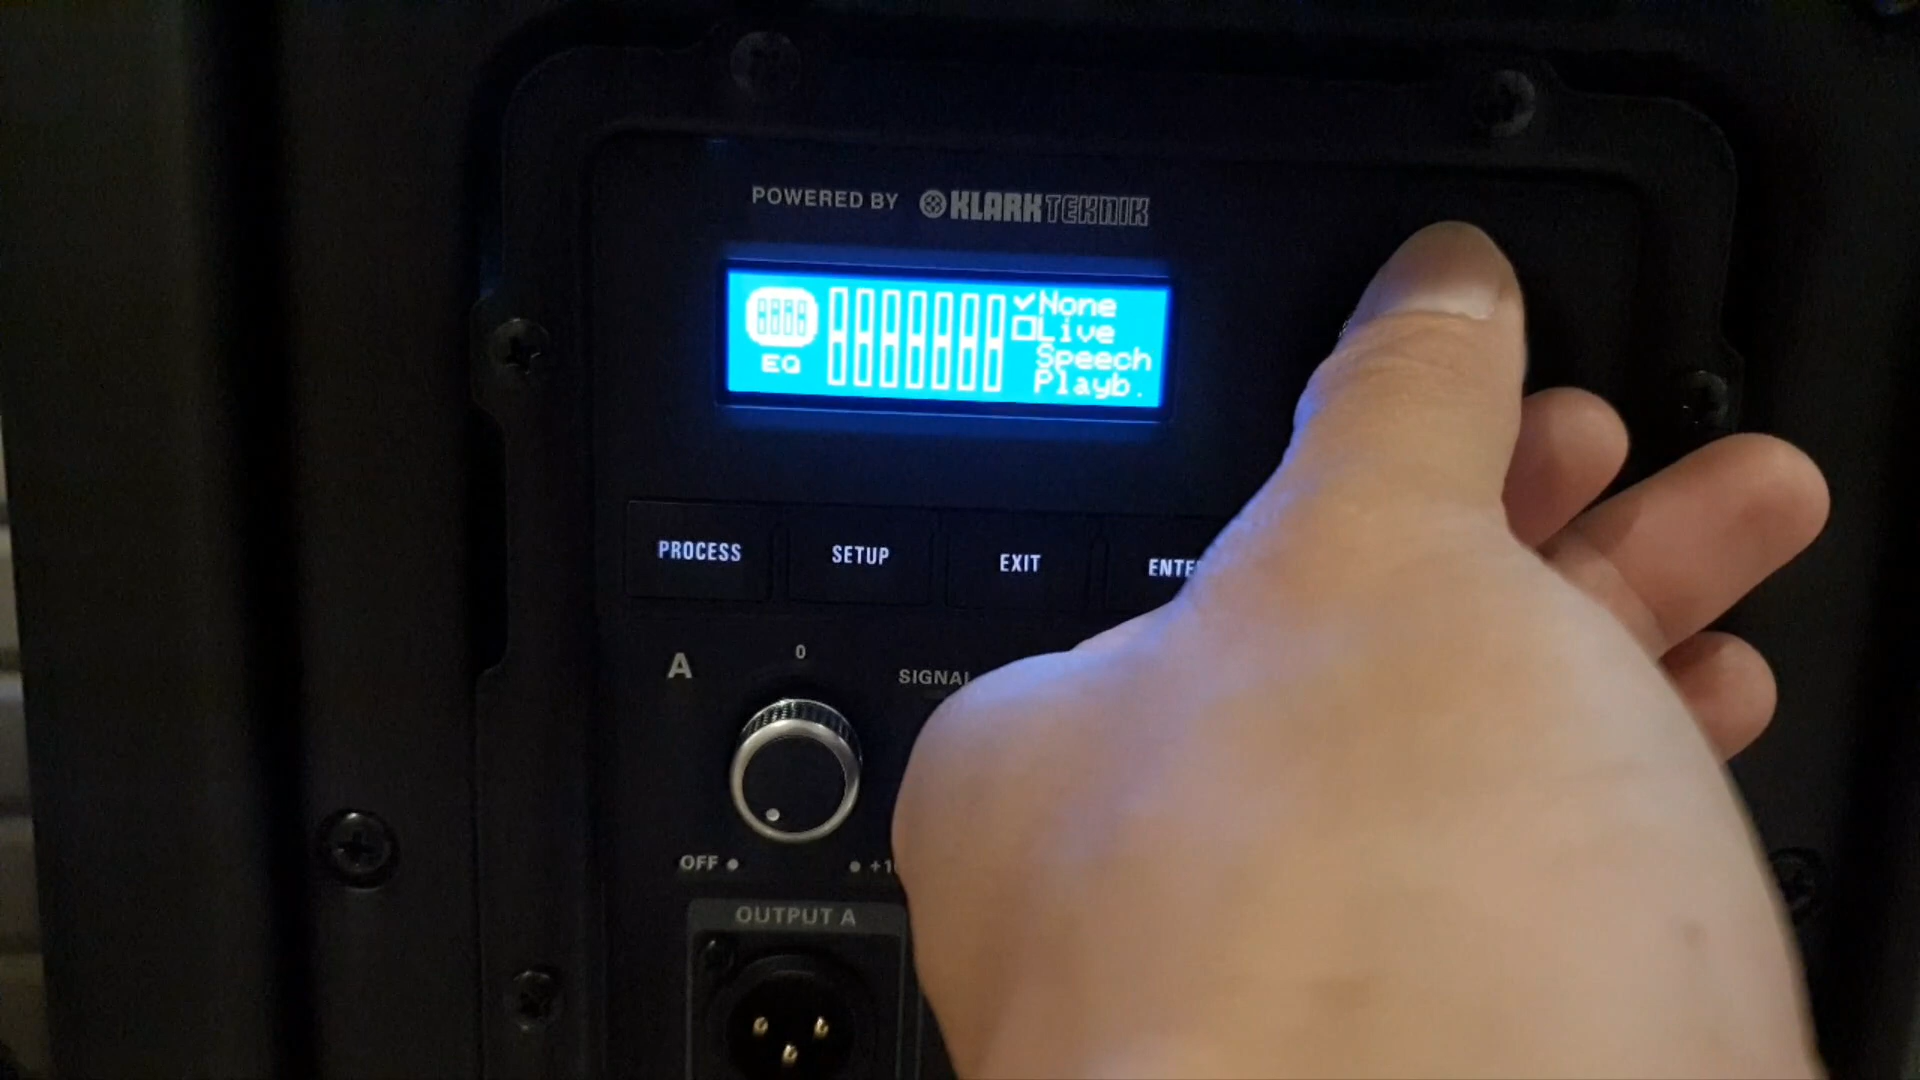 POWERED BY KLARK TEKNIK
None
Live
Speech
Playb.
EQ
PROCESS SETUP EXIT
A
0
SIGNAL
OFF
OUTPUT A